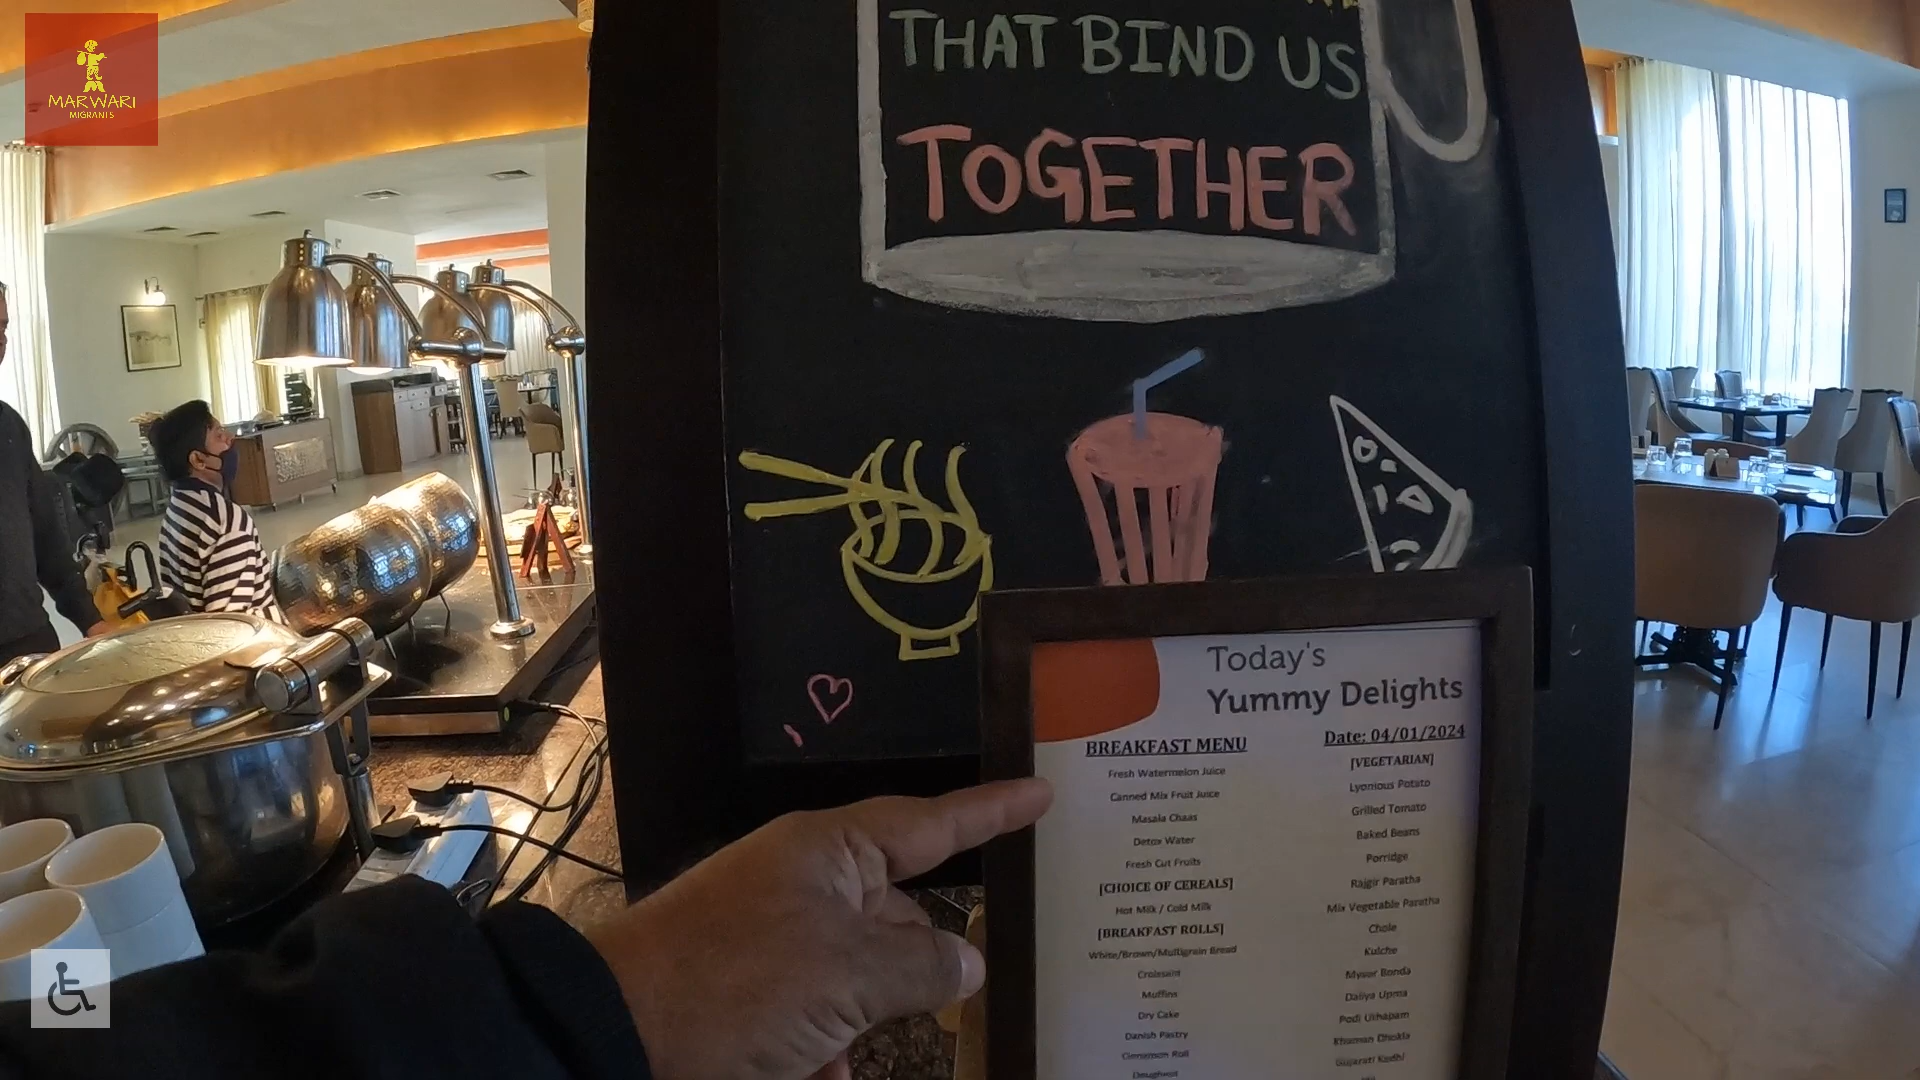 MARWARI
MIGRANTS
THAT BIND US
TOGETHER
Today's
Yummy Delights
BREAKFAST MENU
Fresh Watermelon Juice
Canned Mix Fruit Juice
Masala Chaas
Detox Water
Fresh Cut Fruits
[CHOICE OF CEREALS]
Hot Milk / Cold Milk
[BREAKFAST ROLLS]
White/Brown/Multigrain Bread
Croissant
Muffins
Dry Cake
Danish Pastry
Cinnamon Roll
Doughnut
Date: 04/01/2024
[VEGETARIAN]
Lyonious Potato
Grilled Tomato
Baked Beans
Porridge
Rajgir Paratha
Mix Vegetable Paratha
Chole
Kulche
Mysor Bonda
Daliya Upma
Podi Uthapam
Khaman Dhokla
Gujarati Kadhi